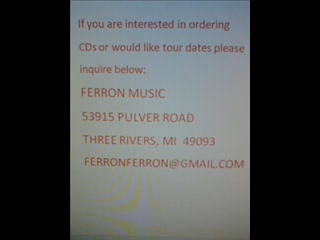 If you are interested in ordering
CDs or would like tour dates please
inquire below:
FERRON MUSIC
53915 PULVER ROAD
THREE RIVERS, MI  49093
FERRONFERRON@GMAIL.COM